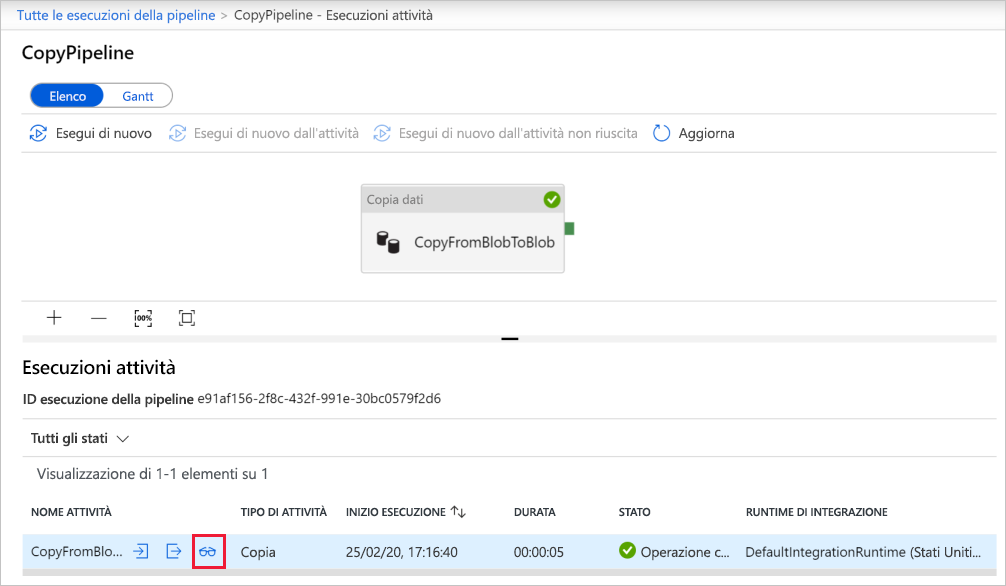 Tutte le esecuzioni della pipeline > CopyPipeline - Esecuzioni attività
CopyPipeline
Elenco Gantt
Esegui di nuovo Esegui di nuovo dall'attività Esegui di nuovo dall'attività non riuscita Aggiorna
Copia dati
CopyFromBlobToBlob
100%
Esecuzioni attività
ID esecuzione della pipeline e91af156-2f8c-432f-991e-30bc0579f2d6
Tutti gli stati
Visualizzazione di 1-1 elementi su 1
NOME ATTIVITÀ TIPO DI ATTIVITÀ INIZIO ESECUZIONE DURATA STATO RUNTIME DI INTEGRAZIONE
CopyFromBlo... Copia 25/02/20, 17:16:40 00:00:05 Operazione c... DefaultIntegrationRuntime (Stati Uniti...